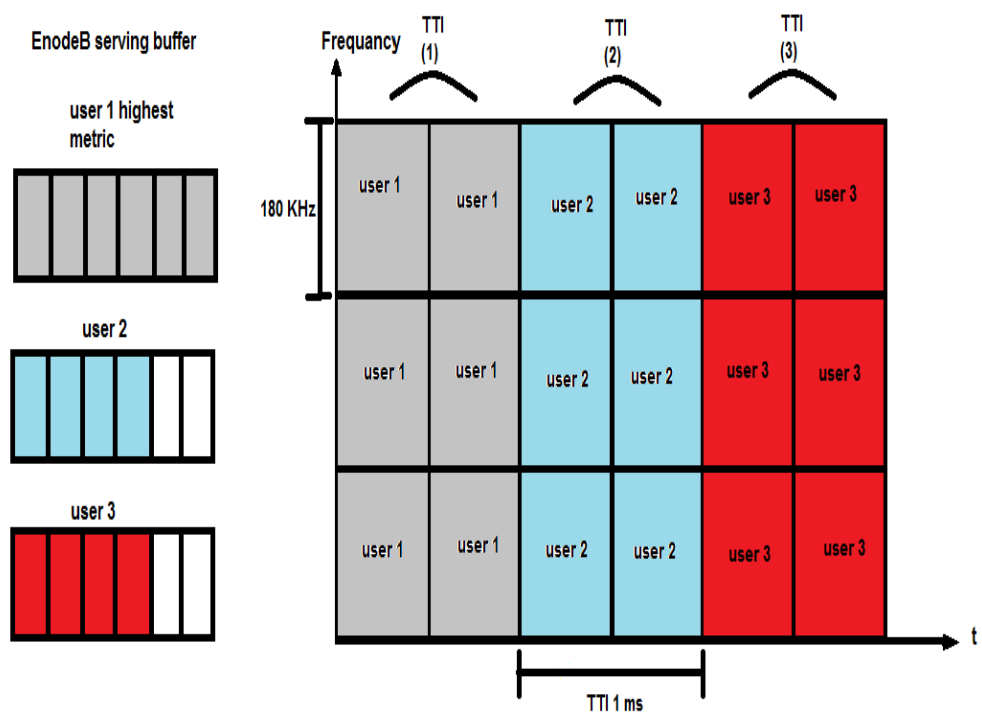 EnodeB serving buffer
user 1 highest
metric
user 2
user 3
Frequancy
TTI
(1)
TTI
(2)
TTI
(3)
180 KHz
user 1
user 1
user 2
user 2
user 3
user 3
user 1
user 1
user 2
user 2
user 3
user 3
user 1
user 1
user 2
user 2
user 3
user 3
t
TTI 1 ms